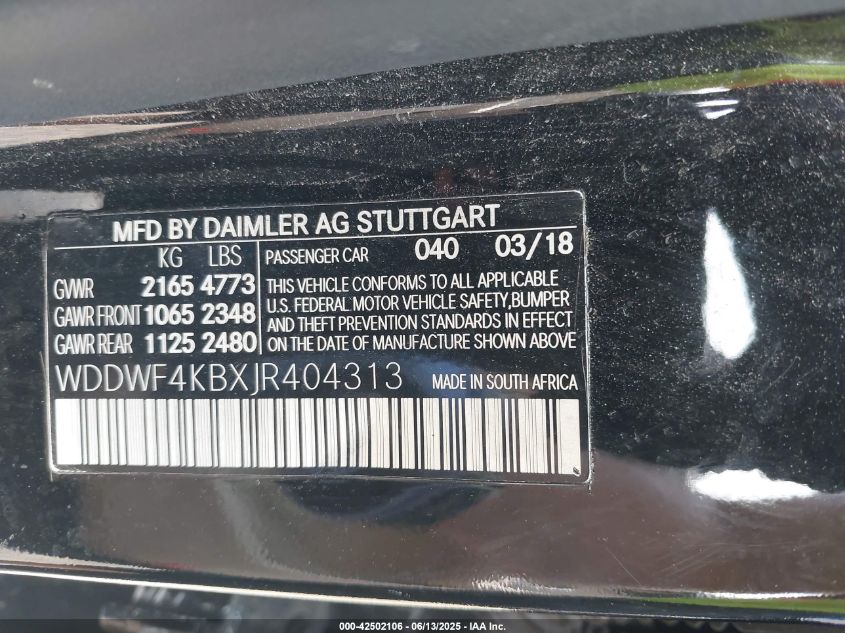 MFD BY DAIMLER AG STUTTGART
KG LBS
GVWR 2165 4773
GAWR FRONT 1065 2348
GAWR REAR 1125 2480
PASSENGER CAR 040 03/18
THIS VEHICLE CONFORMS TO ALL APPLICABLE
U.S. FEDERAL MOTOR VEHICLE SAFETY,BUMPER
AND THEFT PREVENTION STANDARDS IN EFFECT
ON THE DATE OF MANUFACTURE SHOWN ABOVE
WDDWF4KBXJR404313 MADE IN SOUTH AFRICA
000-42502106 - 06/13/2025 - IAA Inc.